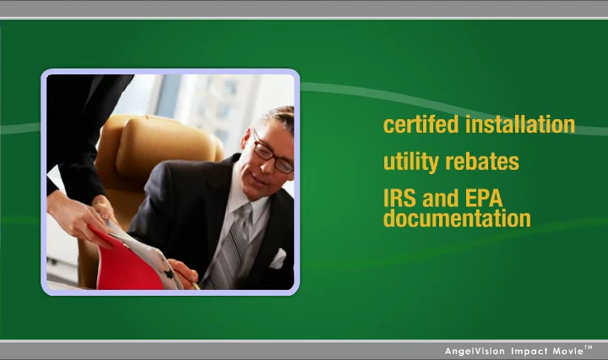 certifed installation
utility rebates
IRS and EPA
documentation
AngelVision Impact Movie™